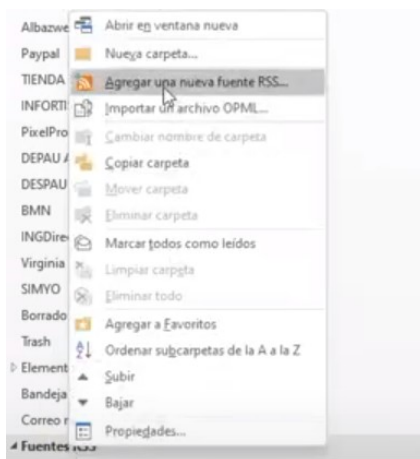 Albazwe
Abrir en ventana nueva
Paypal
Nueva carpeta...
TIENDA
Agregar una nueva fuente RSS...
INFORTI
Importar un archivo OPML...
PixelPro
Cambiar nombre de carpeta
DEPAU
Copiar carpeta
DESPAU
Mover carpeta
BMN
Eliminar carpeta
INGDire
Marcar todos como leídos
Virginia
Limpiar carpeta
SIMYO
Eliminar todo
Borrado
Agregar a Favoritos
Trash
Ordenar subcarpetas de la A a la Z
Element
Subir
Bandeja
Bajar
Correo
Propiedades...
Fuentes RSS